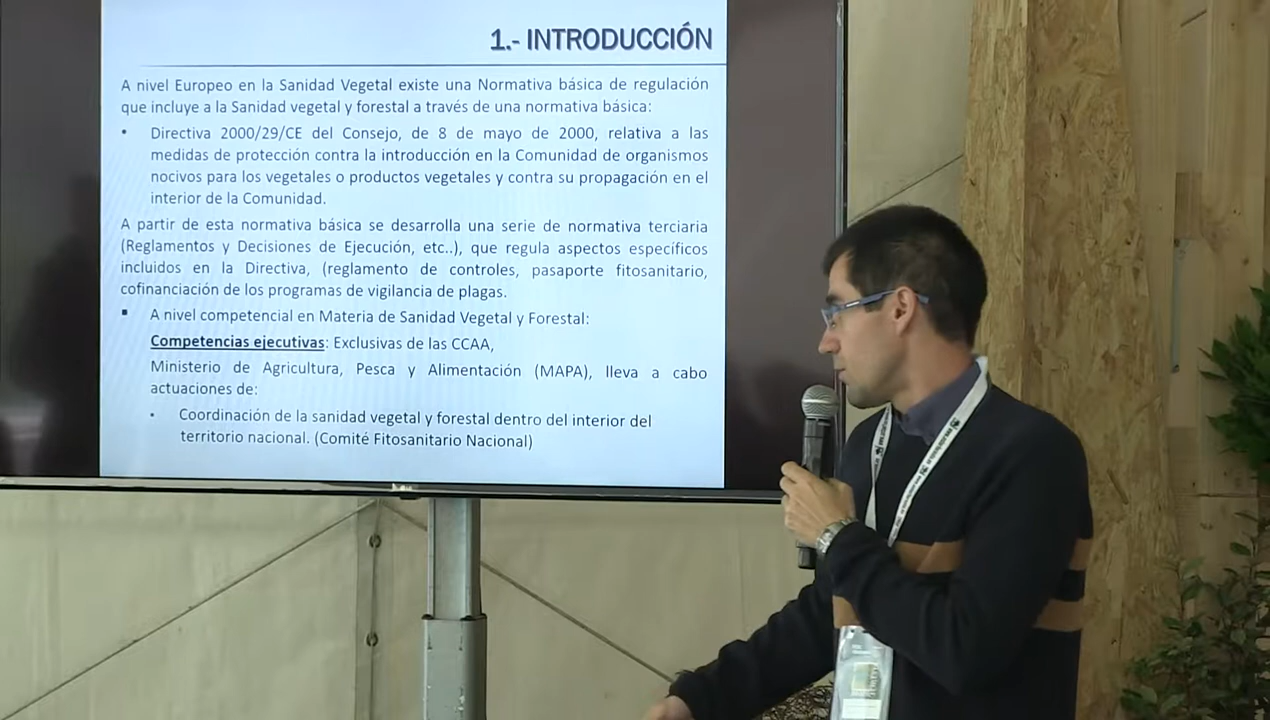 1.- INTRODUCCIÓN
A nivel Europeo en la Sanidad Vegetal existe una Normativa básica de regulación
que incluye a la Sanidad vegetal y forestal a través de una normativa básica:
• Directiva 2000/29/CE del Consejo, de 8 de mayo de 2000, relativa a las
medidas de protección contra la introducción en la Comunidad de organismos
nocivos para los vegetales o productos vegetales y contra su propagación en el
interior de la Comunidad.
A partir de esta normativa básica se desarrolla una serie de normativa terciaria
(Reglamentos y Decisiones de Ejecución, etc..), que regula aspectos específicos
incluidos en la Directiva, (reglamento de controles, pasaporte fitosanitario,
cofinanciación de los programas de vigilancia de plagas.
▪ A nivel competencial en Materia de Sanidad Vegetal y Forestal:
Competencias ejecutivas: Exclusivas de las CCAA,
Ministerio de Agricultura, Pesca y Alimentación (MAPA), lleva a cabo
actuaciones de:
• Coordinación de la sanidad vegetal y forestal dentro del interior del
territorio nacional. (Comité Fitosanitario Nacional)